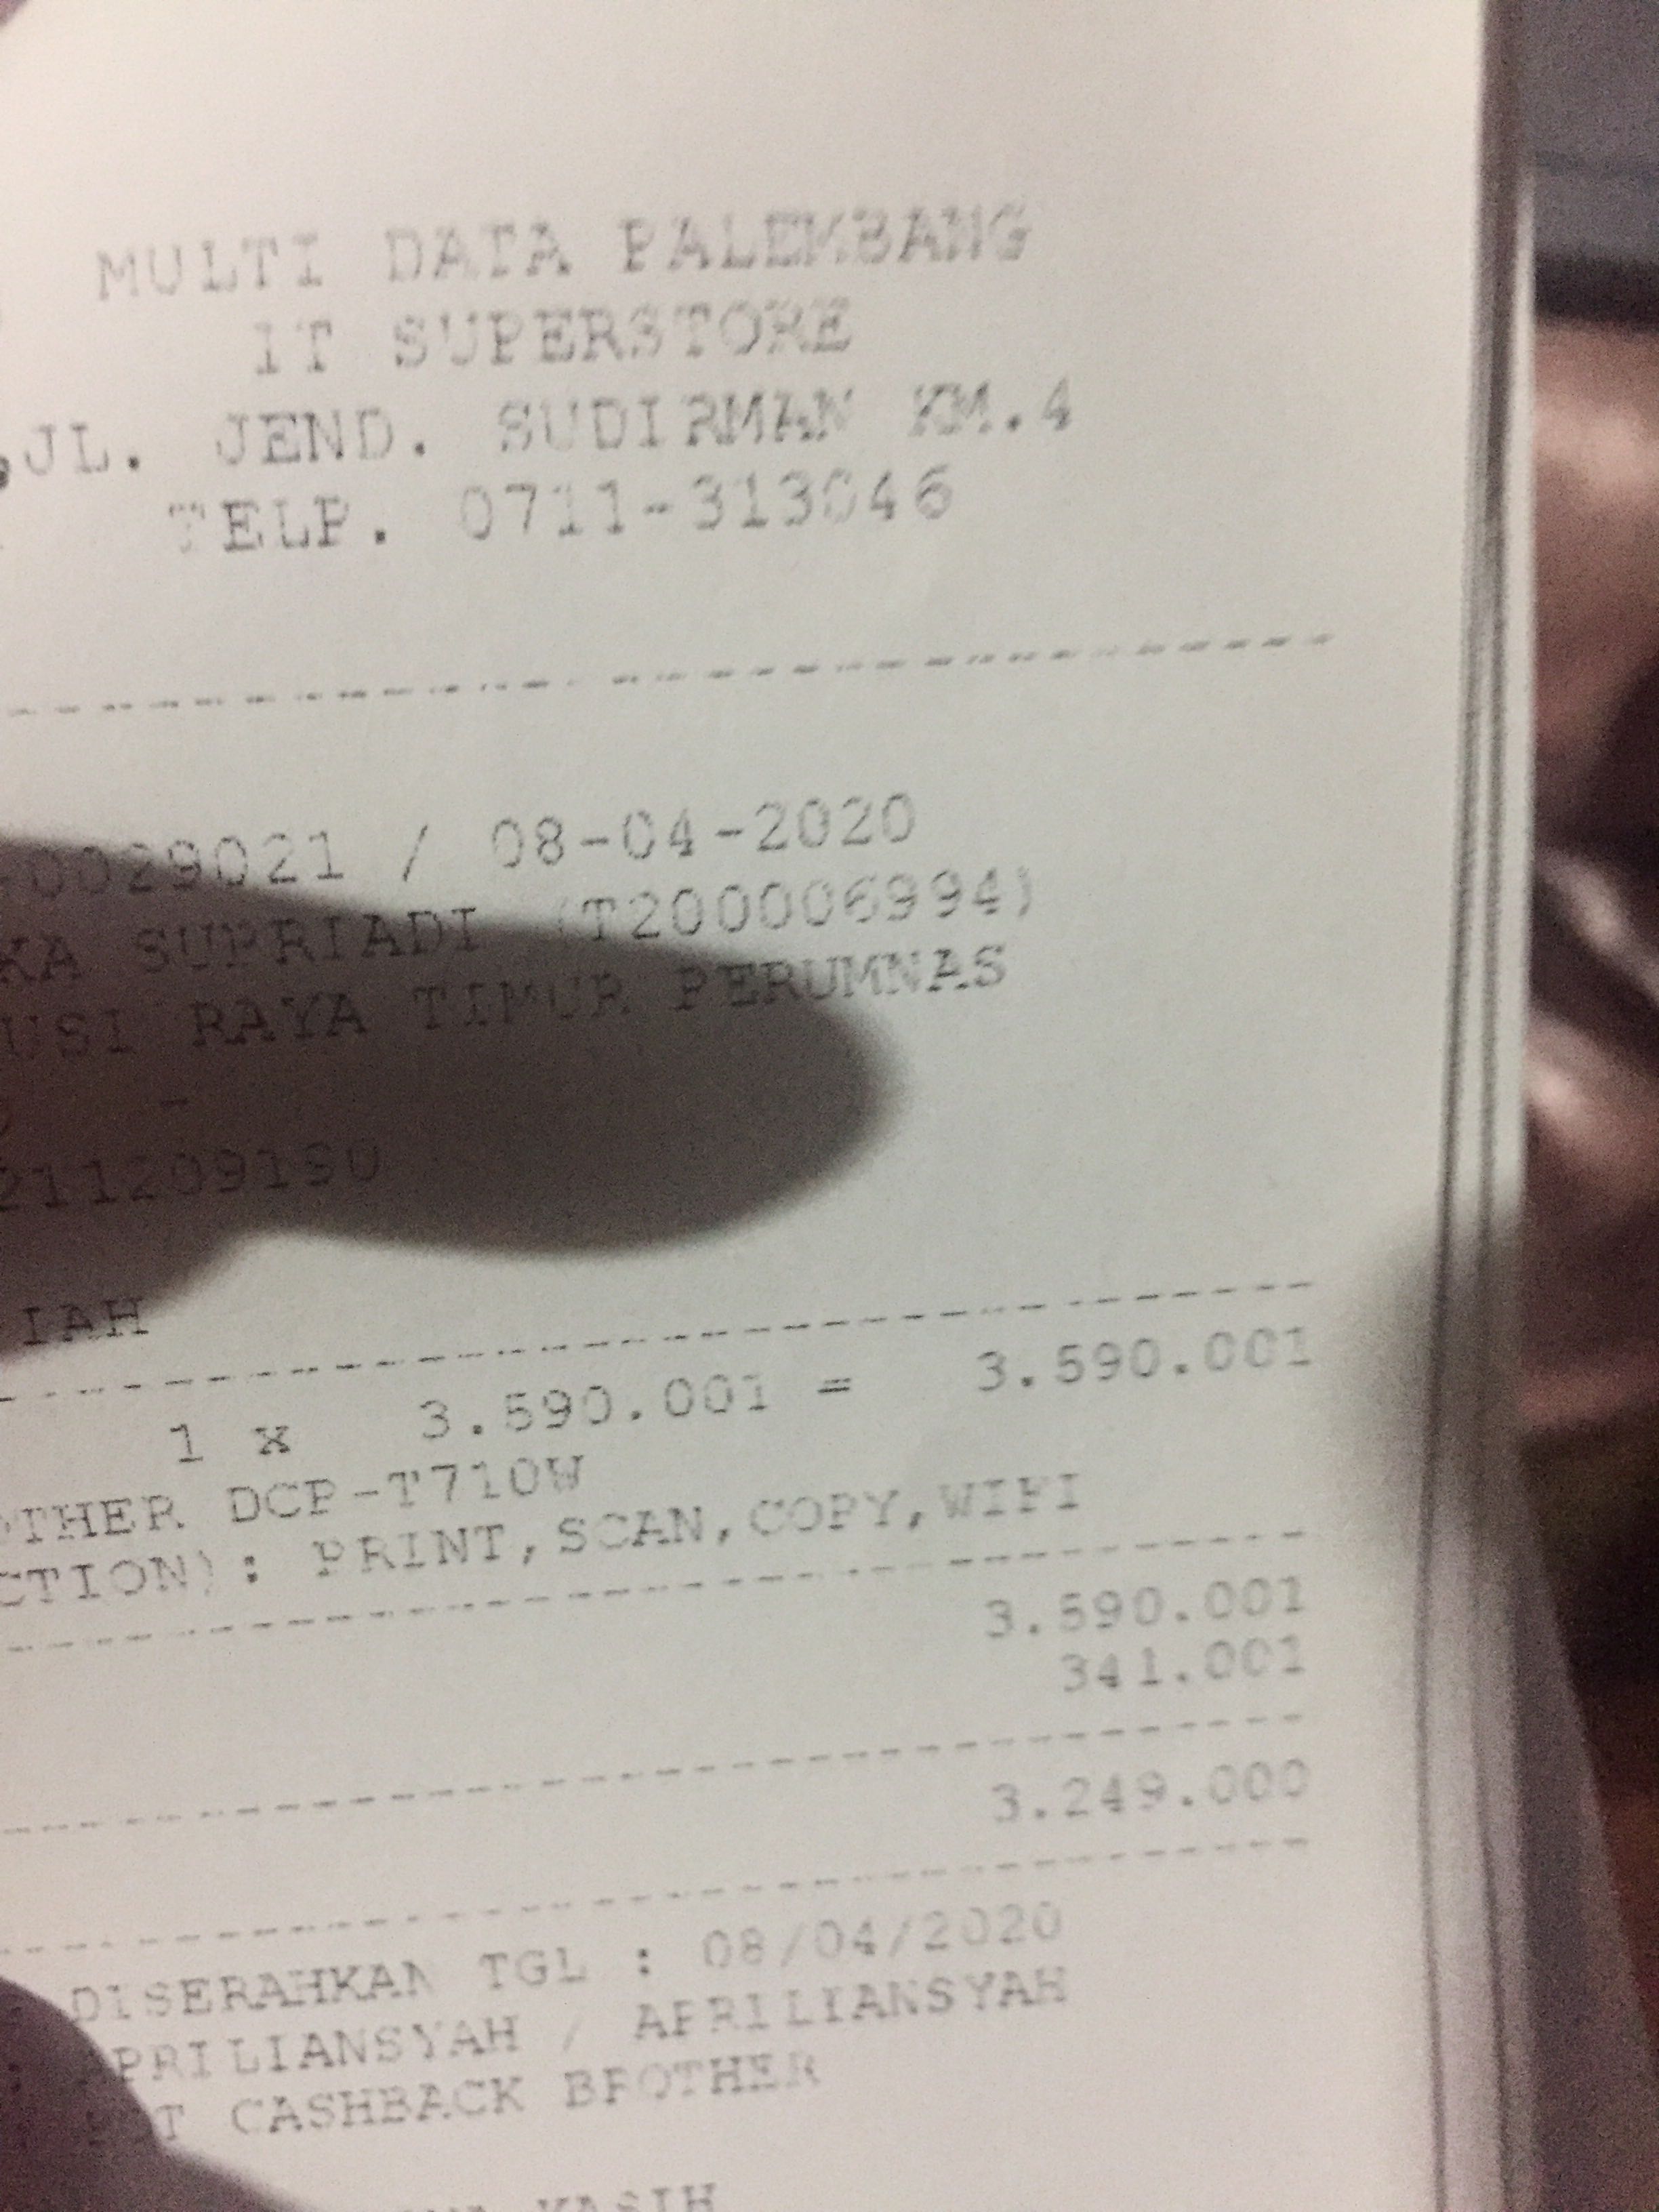 MULTI DATA PALEMBANG
IT SUPERSTORE
JL. JEND. SUDIRMAN KM.4
TELP. 0711-313046
0029021 / 08-04-2020
KA SUPRIADI (T200006994)
USI RAYA TIMUR PERUMNAS
-
IAH
1 x 3.590.001 = 3.590.001
THER DCP-T710W
CTION): PRINT,SCAN,COPY,WIFI
3.590.001
341.001
3.249.000
DISERAHKAN TGL : 08/04/2020
: APRILIANSYAH / APRILIANSYAH
CASHBACK BROTHER
KASIH